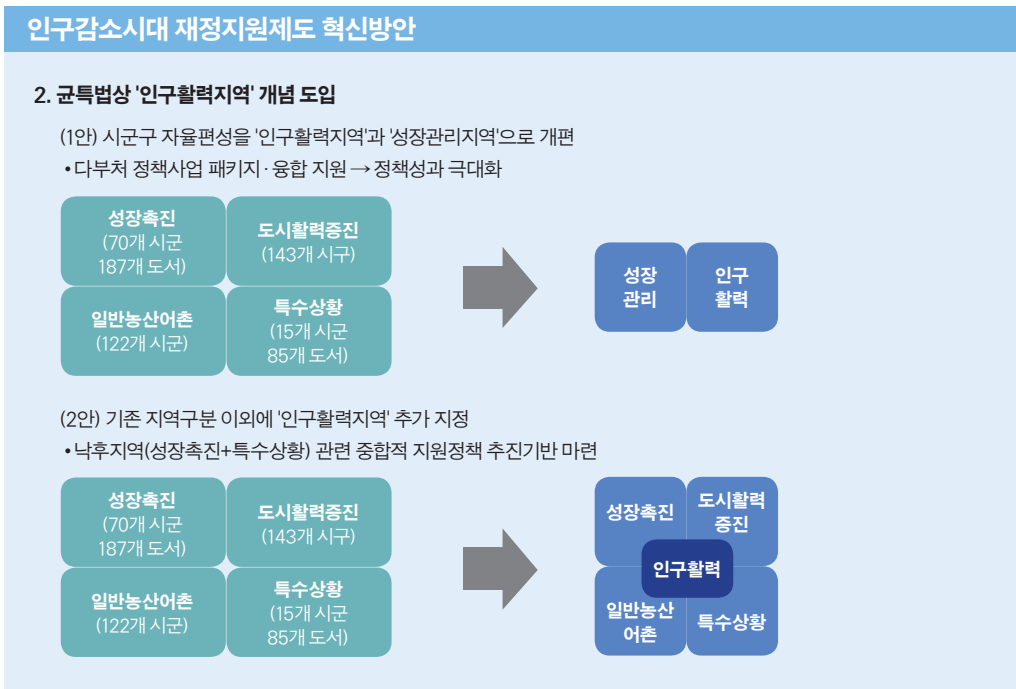 인구감소시대 재정지원제도 혁신방안
2. 균특법상 '인구활력지역' 개념 도입
(1안) 시군구 자율편성을 '인구활력지역'과 '성장관리지역'으로 개편
• 다부처 정책사업 패키지 · 융합 지원 → 정책성과 극대화
성장촉진
(70개 시군
187개 도서)
도시활력증진
(143개 시구)
일반농산어촌
(122개 시군)
특수상황
(15개 시군
85개 도서)
성장
관리
인구
활력
(2안) 기존 지역구분 이외에 '인구활력지역' 추가 지정
• 낙후지역(성장촉진+특수상황) 관련 중합적 지원정책 추진기반 마련
성장촉진
(70개 시군
187개 도서)
도시활력증진
(143개 시구)
일반농산어촌
(122개 시군)
특수상황
(15개 시군
85개 도서)
성장촉진
도시활력
증진
인구활력
일반농산
어촌
특수상황